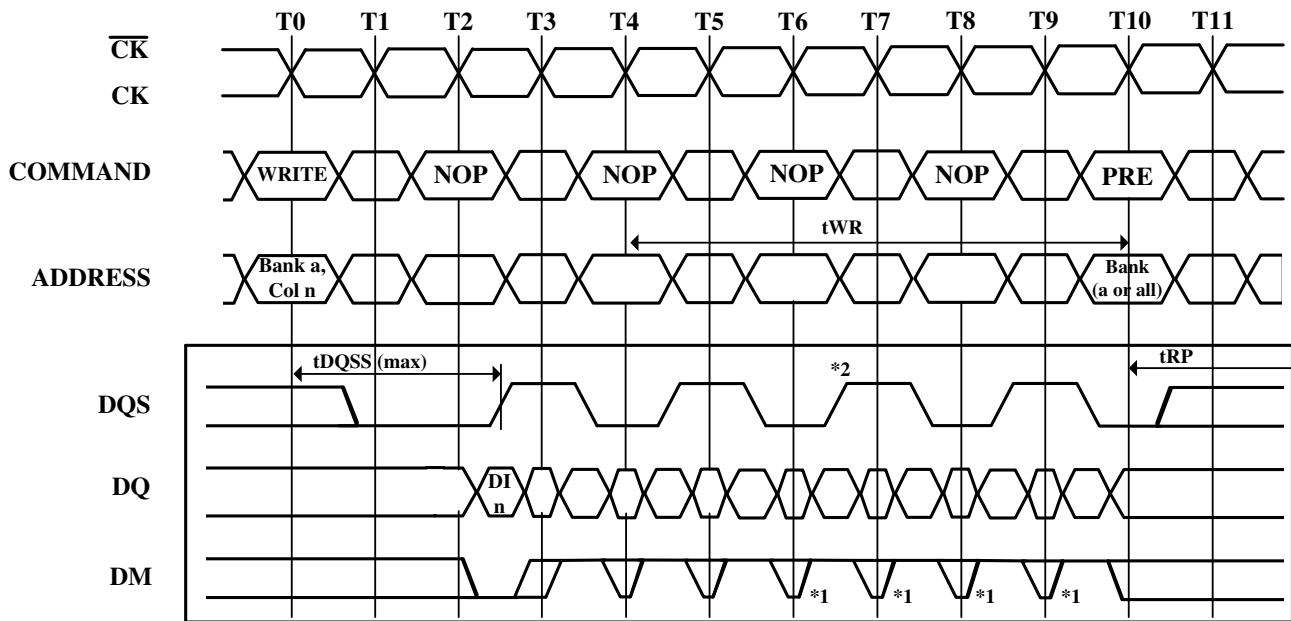 T0 T1 T2 T3 T4 T5 T6 T7 T8 T9 T10 T11
CK
CK
COMMAND WRITE NOP NOP NOP NOP PRE
tWR
ADDRESS Bank a, Col n Bank (a or all)
tDQSS (max) *2 tRP
DQS
DQ DI n
DM *1 *1 *1 *1